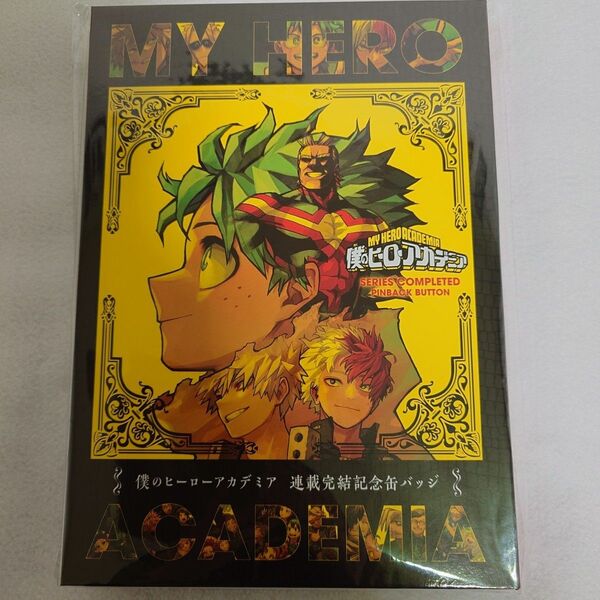 MY HERO
MY HERO ACADEMIA
僕のヒーローアカデミア
SERIES COMPLETED
PINBACK BUTTON
僕のヒーローアカデミア 連載完結記念缶バッジ
ACADEMIA